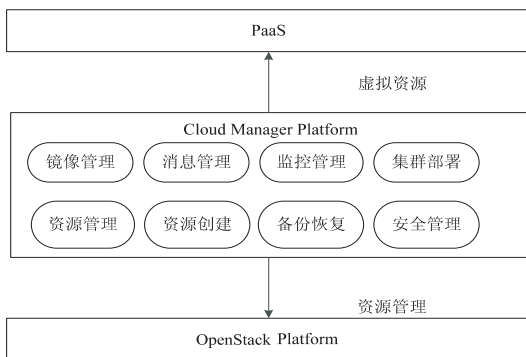 PaaS
虚拟资源
Cloud Manager Platform
镜像管理 消息管理 监控管理 集群部署
资源管理 资源创建 备份恢复 安全管理
资源管理
OpenStack Platform